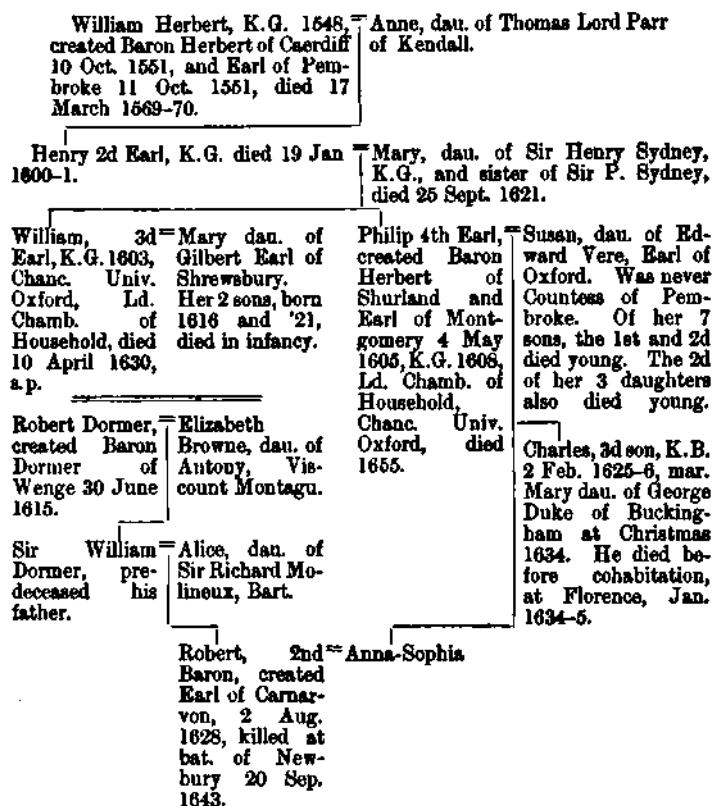 William Herbert, K.G. 1548,
created Baron Herbert of Caerdiff
10 Oct. 1551, and Earl of Pem-
broke 11 Oct. 1551, died 17
March 1569–70.
= Anne, dau. of Thomas Lord Parr
of Kendall.
Henry 2d Earl, K.G. died 19 Jan
1600–1.
= Mary, dau. of Sir Henry Sydney,
K.G., and sister of Sir P. Sydney,
died 25 Sept. 1621.
William, 3d
Earl, K.G. 1603,
Chanc. Univ.
Oxford, Ld.
Chamb. of
Household, died
10 April 1630,
s.p.
= Mary dau. of
Gilbert Earl of
Shrewsbury.
Her 2 sons, born
1616 and '21,
died in infancy.
Philip 4th Earl,
created Baron
Herbert of
Shurland and
Earl of Mont-
gomery 4 May
1605, K.G. 1608,
Ld. Chamb. of
Household,
Chanc. Univ.
Oxford, died
1655.
= Susan, dau. of Ed-
ward Vere, Earl of
Oxford. Was never
Countess of Pem-
broke. Of her 7
sons, the 1st and 2d
died young. The 2d
of her 3 daughters
also died young.
Charles, 3d son, K.B.
2 Feb. 1625–6, mar.
Mary dau. of George
Duke of Bucking-
ham at Christmas
1634. He died be-
fore cohabitation,
at Florence, Jan.
1634–5.
Robert Dormer,
created Baron
Dormer of
Wenge 30 June
1615.
= Elizabeth
Browne, dau. of
Antony, Vis-
count Montagu.
Sir William
Dormer, pre-
deceased his
father.
= Alice, dau. of
Sir Richard Mo-
lineux, Bart.
Robert, 2nd
Baron, created
Earl of Carnar-
von, 2 Aug.
1628, killed at
bat. of New-
bury 20 Sep.
1643.
= Anna-Sophia